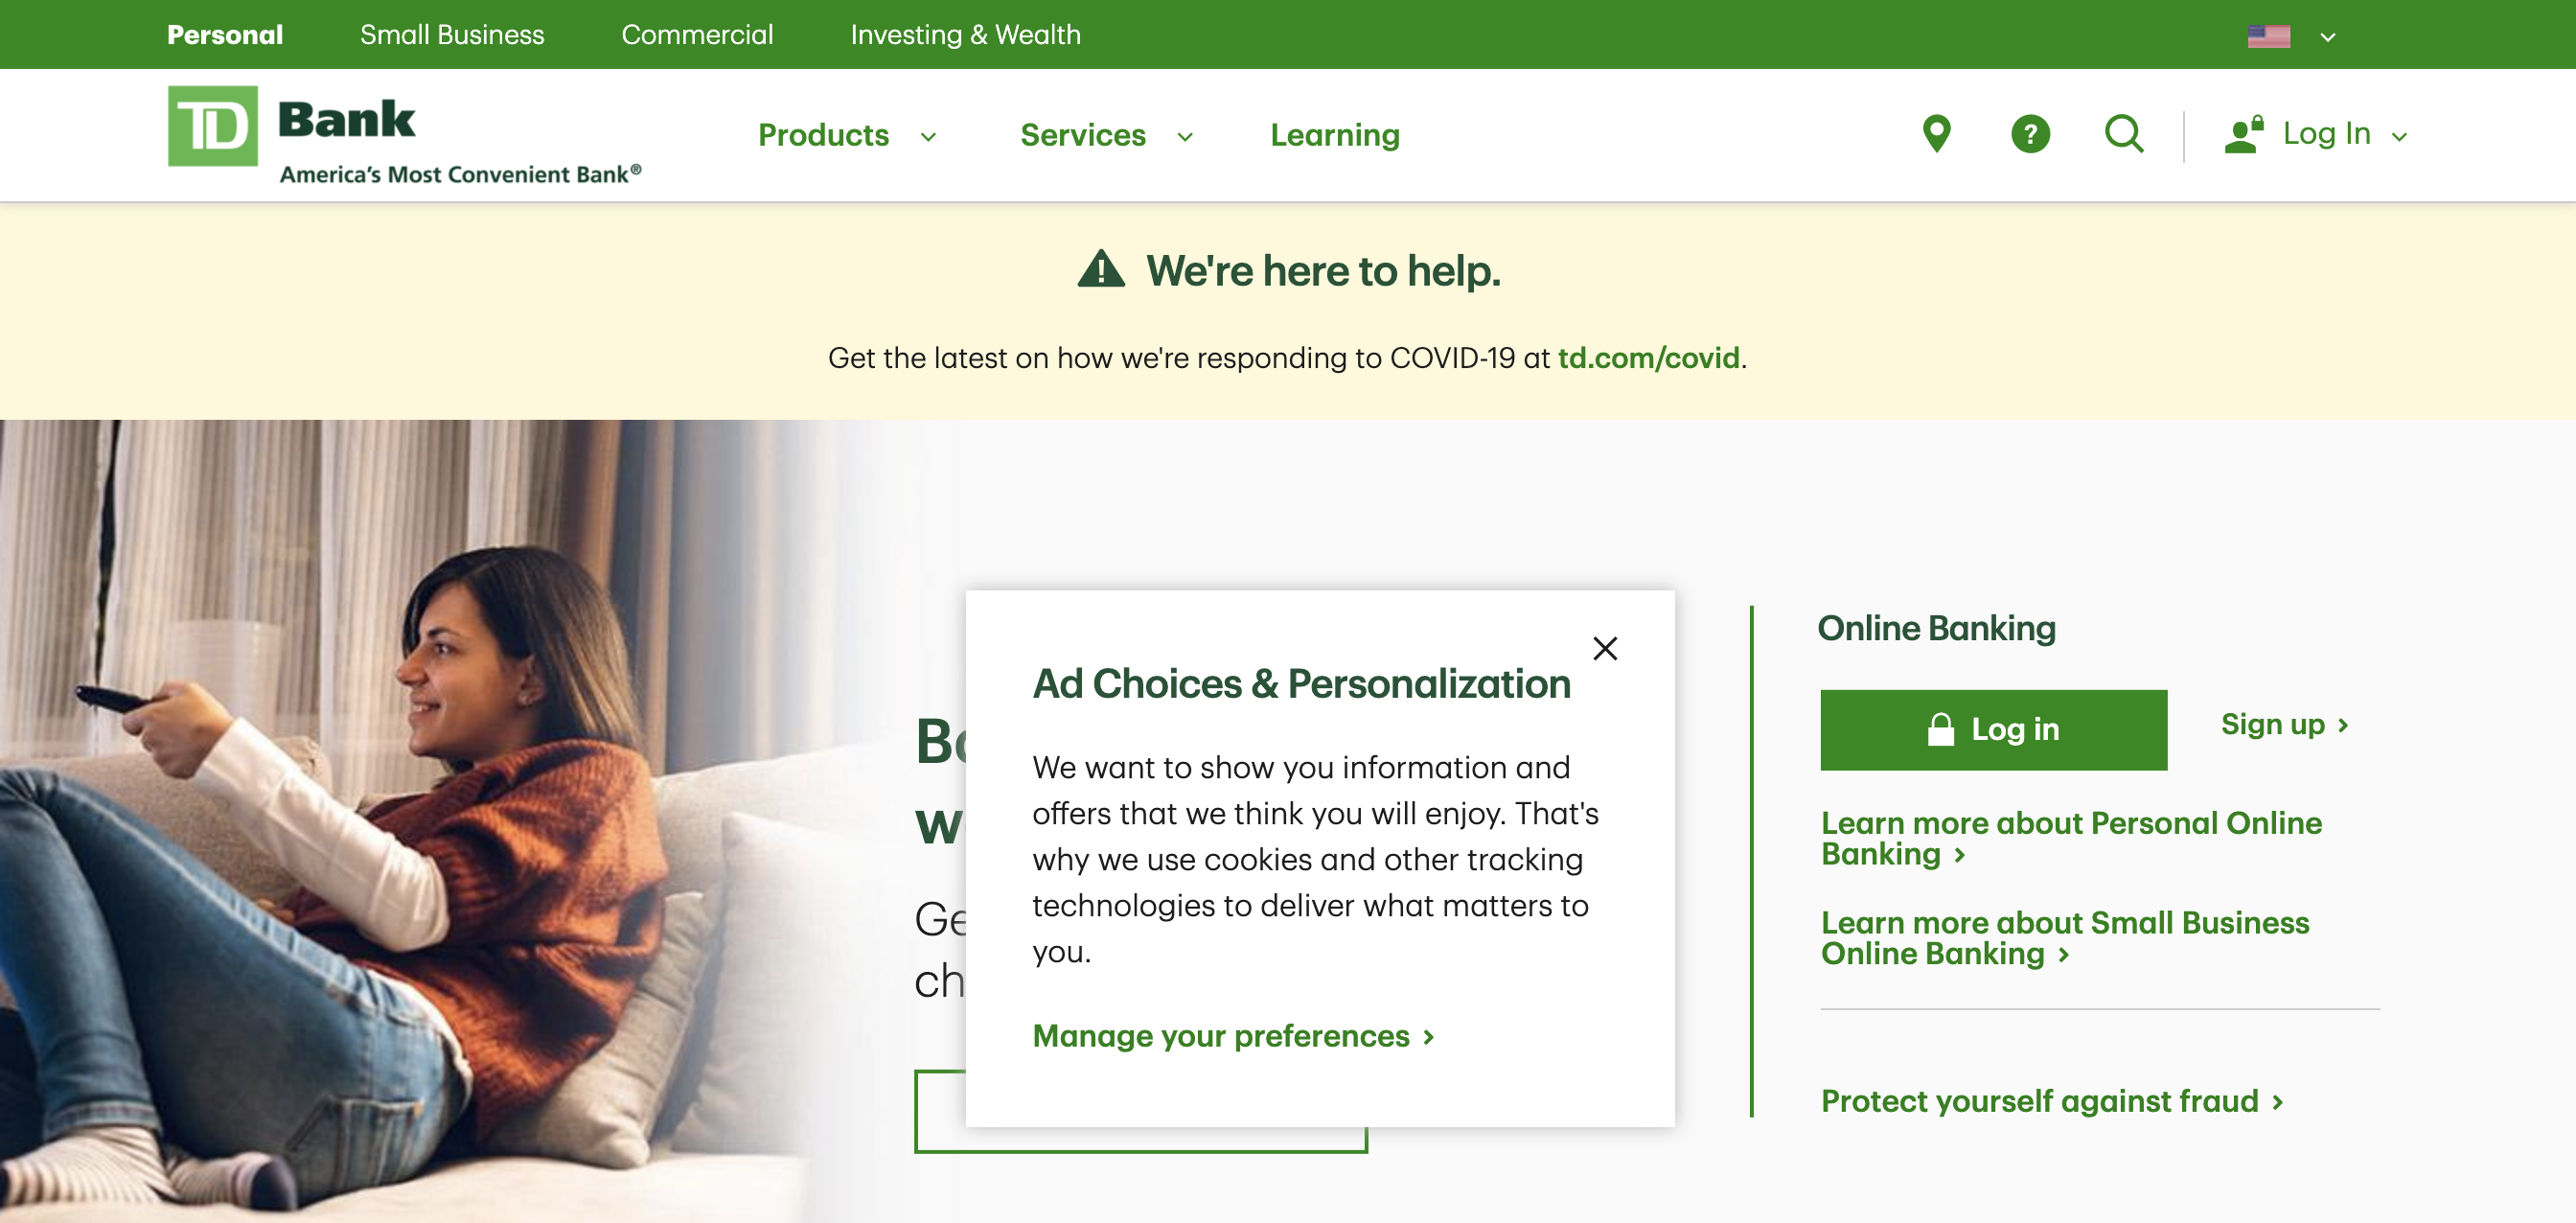 Personal Small Business Commercial Investing & Wealth
TD Bank
America's Most Convenient Bank®
Products Services Learning
? Log In
We're here to help.
Get the latest on how we're responding to COVID-19 at td.com/covid.
Ad Choices & Personalization
We want to show you information and
offers that we think you will enjoy. That's
why we use cookies and other tracking
technologies to deliver what matters to
you.
Manage your preferences
Online Banking
Log in Sign up
Learn more about Personal Online
Banking
Learn more about Small Business
Online Banking
Protect yourself against fraud